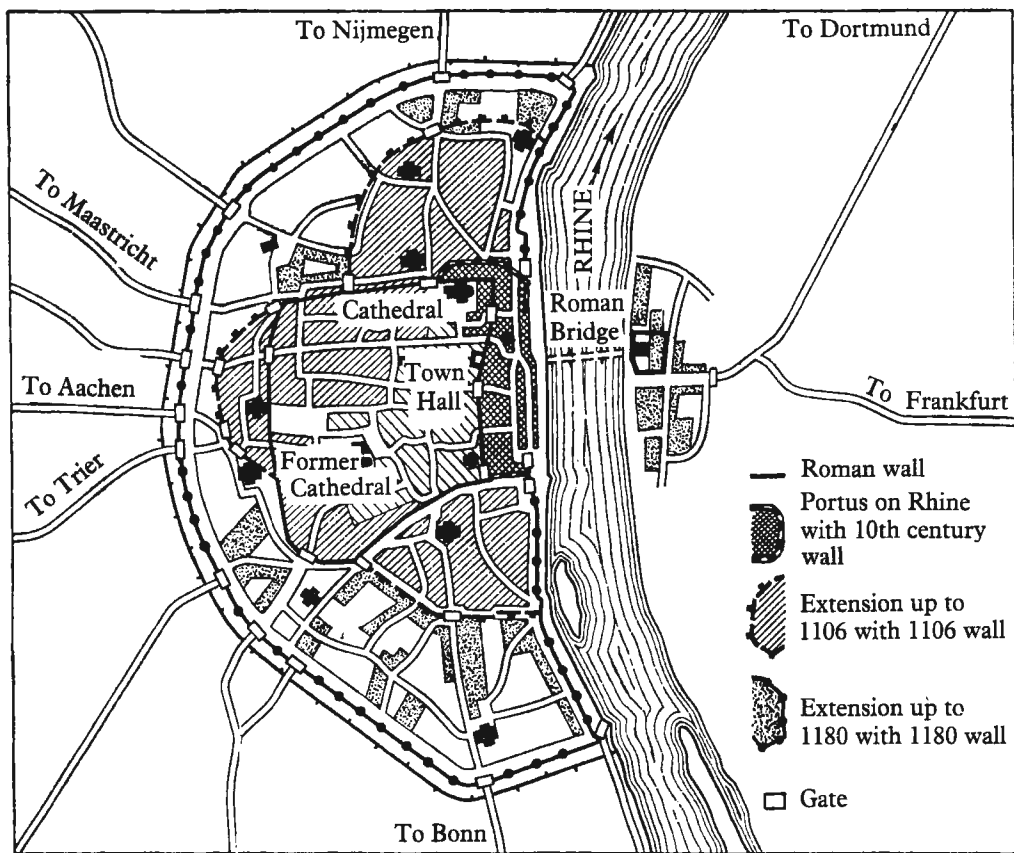 To Nijmegen
To Dortmund
To Maastricht
RHINE
Cathedral
Roman
Bridge
Town
Hall
To Aachen
To Frankfurt
Former
Cathedral
To Trier
Roman wall
Portus on Rhine
with 10th century
wall
Extension up to
1106 with 1106 wall
Extension up to
1180 with 1180 wall
Gate
To Bonn